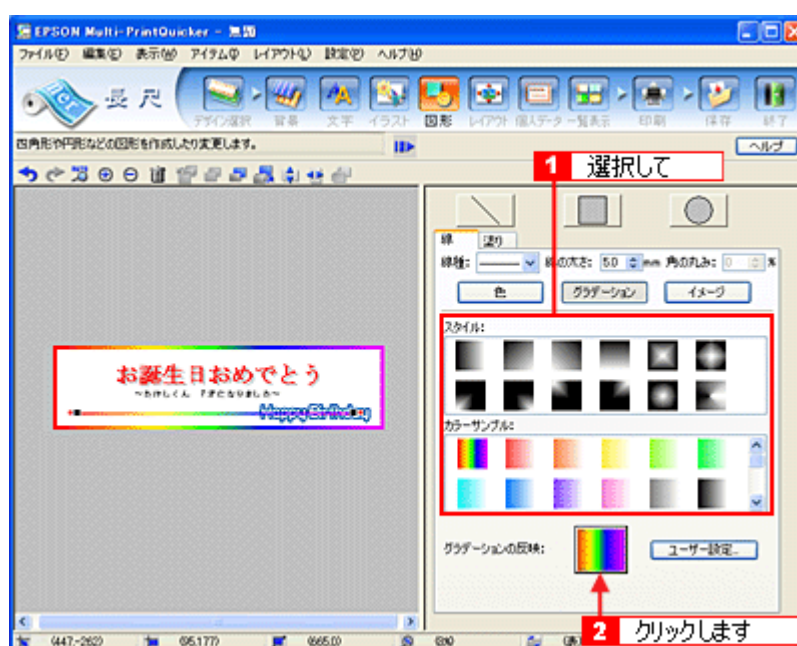 EPSON Multi-PrintQuicker - 無題
ファイル(F) 編集(E) 表示(W) アイテム(I) レイアウト(L) 設定(P) ヘルプ(H)
長尺
デザイン選択 背景 文字 イラスト 図形 レイアウト 個人データ 一覧表示 印刷 保存 終了
四角形や円形などの図形を作成したり変更します。
ヘルプ
1 選択して
線 塗り
線種: 線の太さ: 5.0 mm 角の丸み: 0 %
色 グラデーション イメージ
スタイル:
お誕生日おめでとう
Happy Birthday
カラーサンプル:
グラデーションの反映: ユーザー設定...
2 クリックします
(447,-262) (95,177) (665,0)